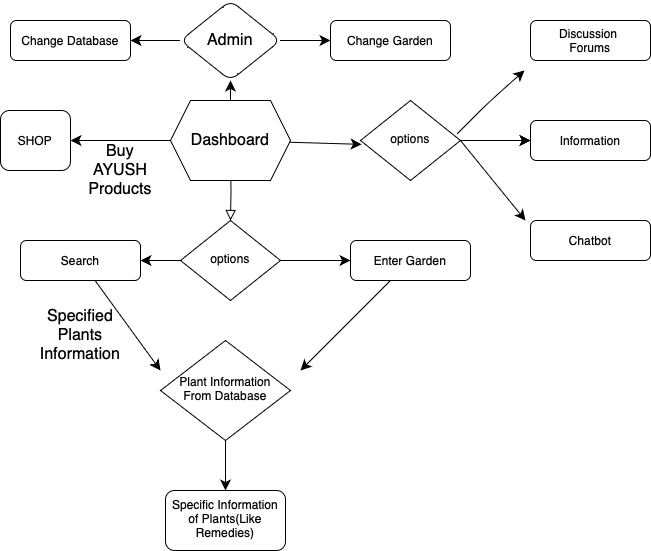 Change Database
Admin
Change Garden
Discussion
Forums
SHOP
Buy
AYUSH
Products
Dashboard
options
Information
Chatbot
Search
options
Enter Garden
Specified
Plants
Information
Plant Information
From Database
Specific Information
of Plants(Like
Remedies)